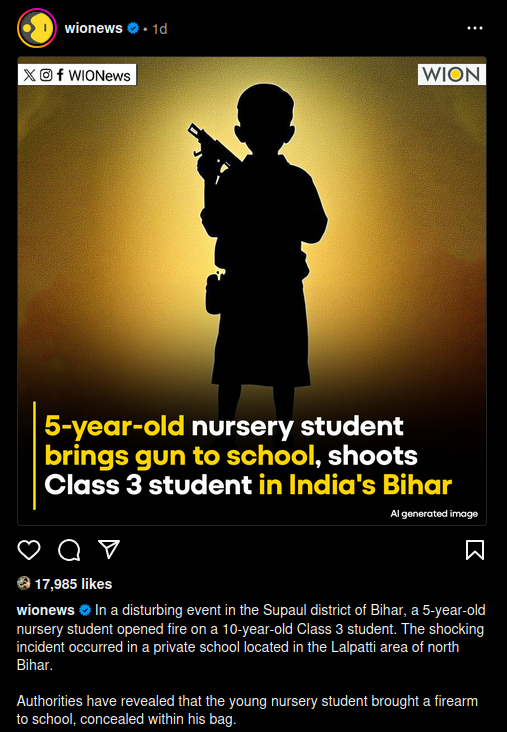 wionews • 1d
X f WIONews
WION
5-year-old nursery student
brings gun to school, shoots
Class 3 student in India's Bihar
AI generated image
17,985 likes
wionews In a disturbing event in the Supaul district of Bihar, a 5-year-old
nursery student opened fire on a 10-year-old Class 3 student. The shocking
incident occurred in a private school located in the Lalpatti area of north
Bihar.
Authorities have revealed that the young nursery student brought a firearm
to school, concealed within his bag.